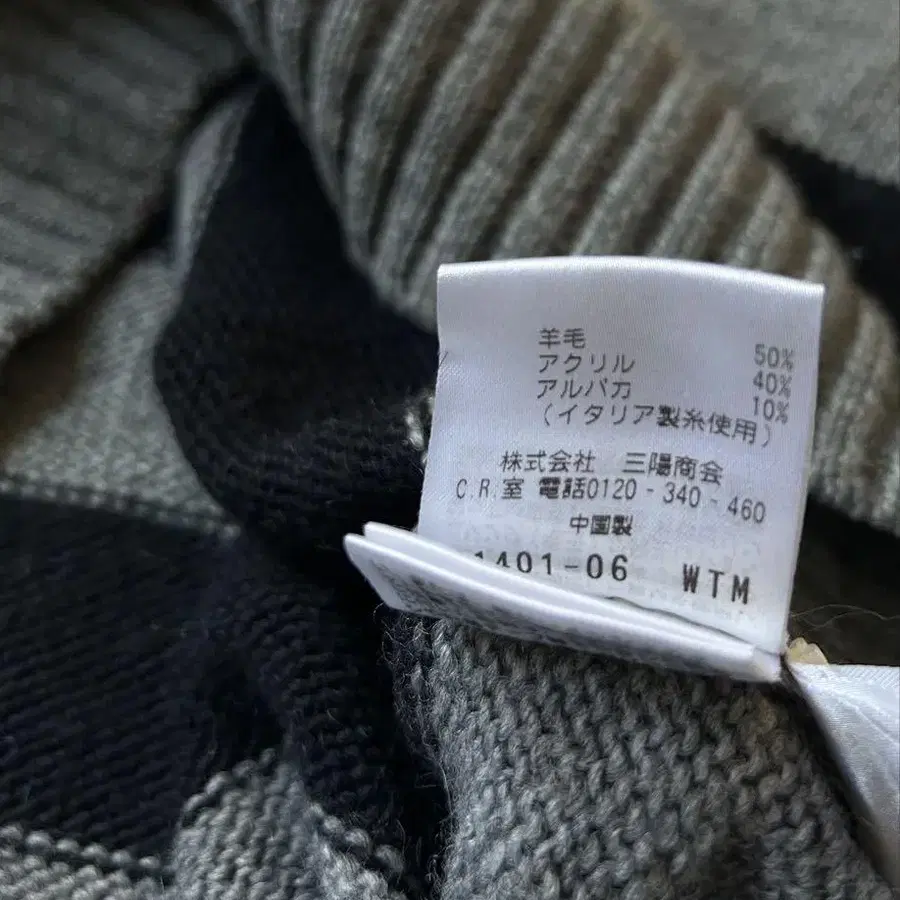 羊毛 50%
アクリル 40%
アルパカ 10%
(イタリア製糸使用)
株式会社 三陽商会
C.R.室 電話0120-340-460
中国製
1401-06 WTM